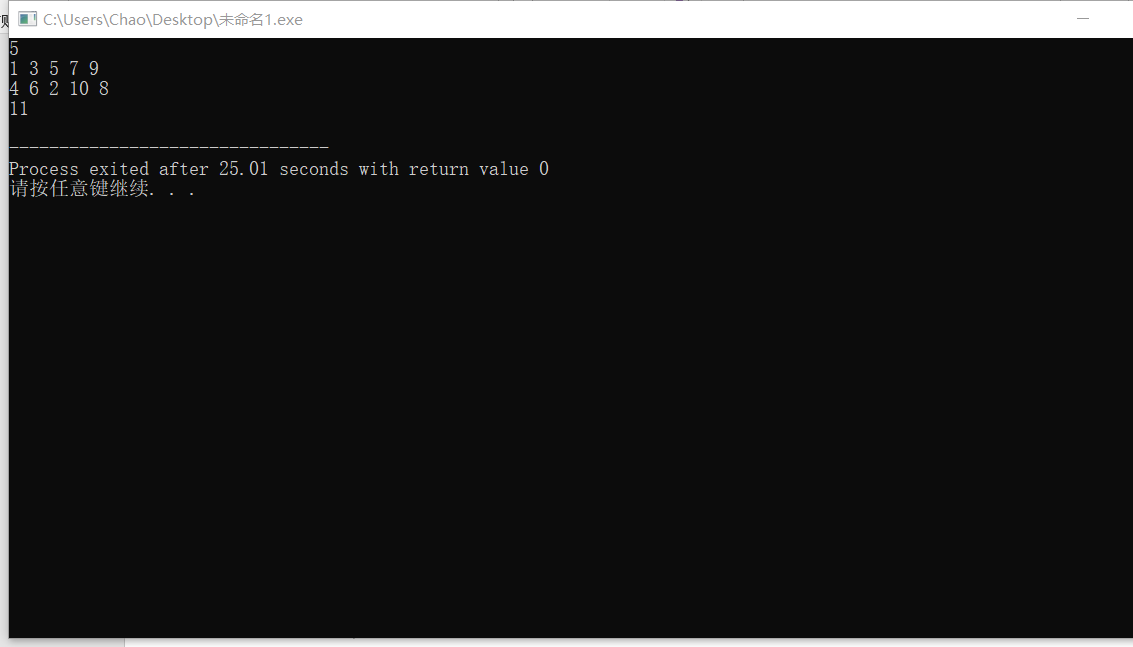 C:\Users\Chao\Desktop\未命名1.exe
5
1 3 5 7 9
4 6 2 10 8
11
--------------------------------
Process exited after 25.01 seconds with return value 0
请按任意键继续. . .